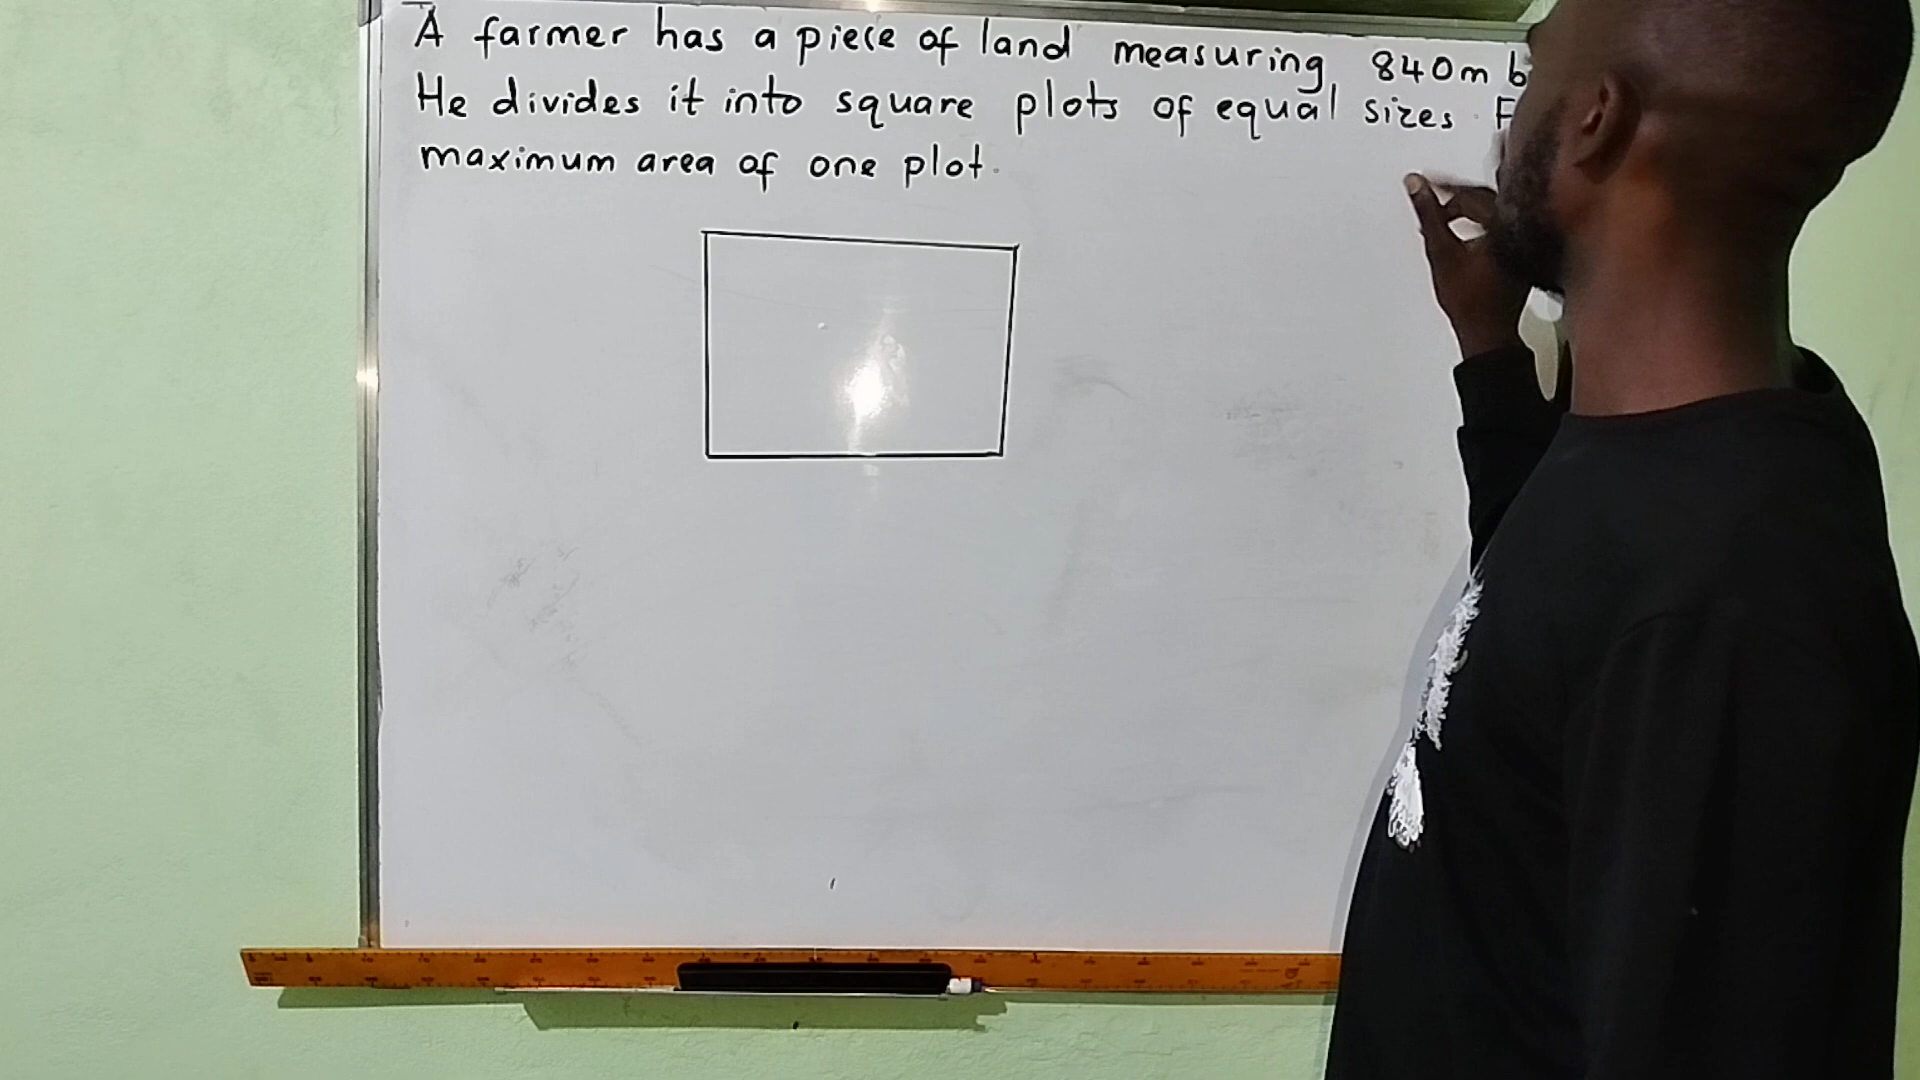 A farmer has a piece of land measuring 840m b
He divides it into square plots of equal sizes. F
maximum area of one plot.